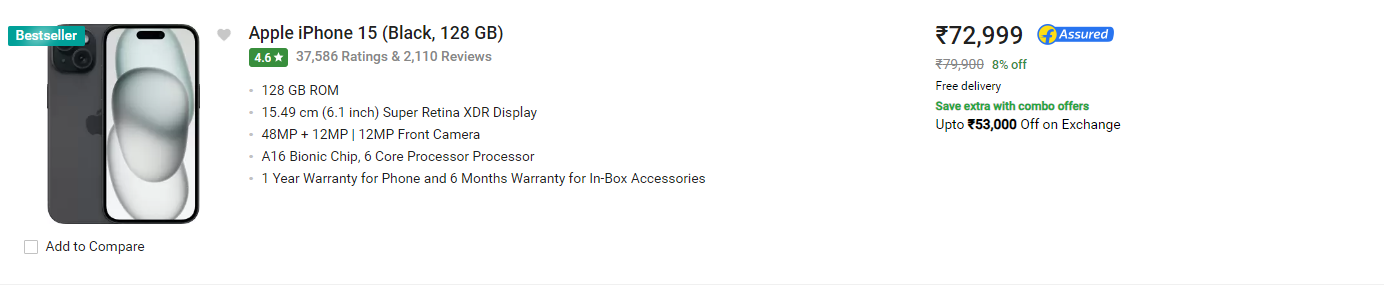 Bestseller
Apple iPhone 15 (Black, 128 GB)
4.6★ 37,586 Ratings & 2,110 Reviews
128 GB ROM
15.49 cm (6.1 inch) Super Retina XDR Display
48MP + 12MP | 12MP Front Camera
A16 Bionic Chip, 6 Core Processor Processor
1 Year Warranty for Phone and 6 Months Warranty for In-Box Accessories
Add to Compare
₹72,999 Assured
₹79,900 8% off
Free delivery
Save extra with combo offers
Upto ₹53,000 Off on Exchange